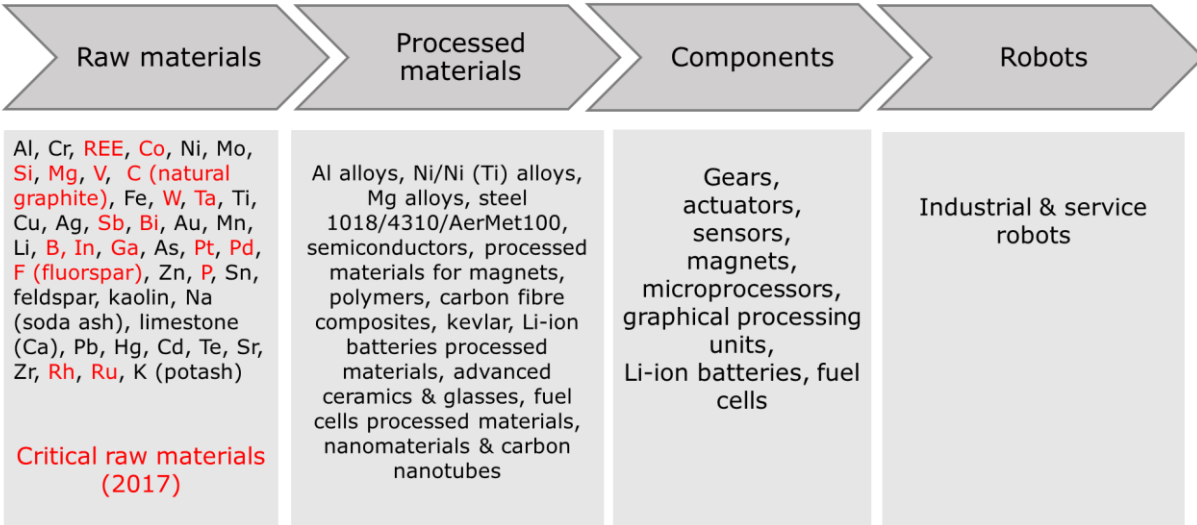 Raw materials
Processed
materials
Components
Robots
Al, Cr, REE, Co, Ni, Mo,
Si, Mg, V,  C (natural
graphite), Fe, W, Ta, Ti,
Cu, Ag, Sb, Bi, Au, Mn,
Li, B, In, Ga, As, Pt, Pd,
F (fluorspar), Zn, P, Sn,
feldspar, kaolin, Na
(soda ash), limestone
(Ca), Pb, Hg, Cd, Te, Sr,
Zr, Rh, Ru, K (potash)
Critical raw materials
(2017)
Al alloys, Ni/Ni (Ti) alloys,
Mg alloys, steel
1018/4310/AerMet100,
semiconductors, processed
materials for magnets,
polymers, carbon fibre
composites, kevlar, Li-ion
batteries processed
materials, advanced
ceramics & glasses, fuel
cells processed materials,
nanomaterials & carbon
nanotubes
Gears,
actuators,
sensors,
magnets,
microprocessors,
graphical processing
units,
Li-ion batteries, fuel
cells
Industrial & service
robots